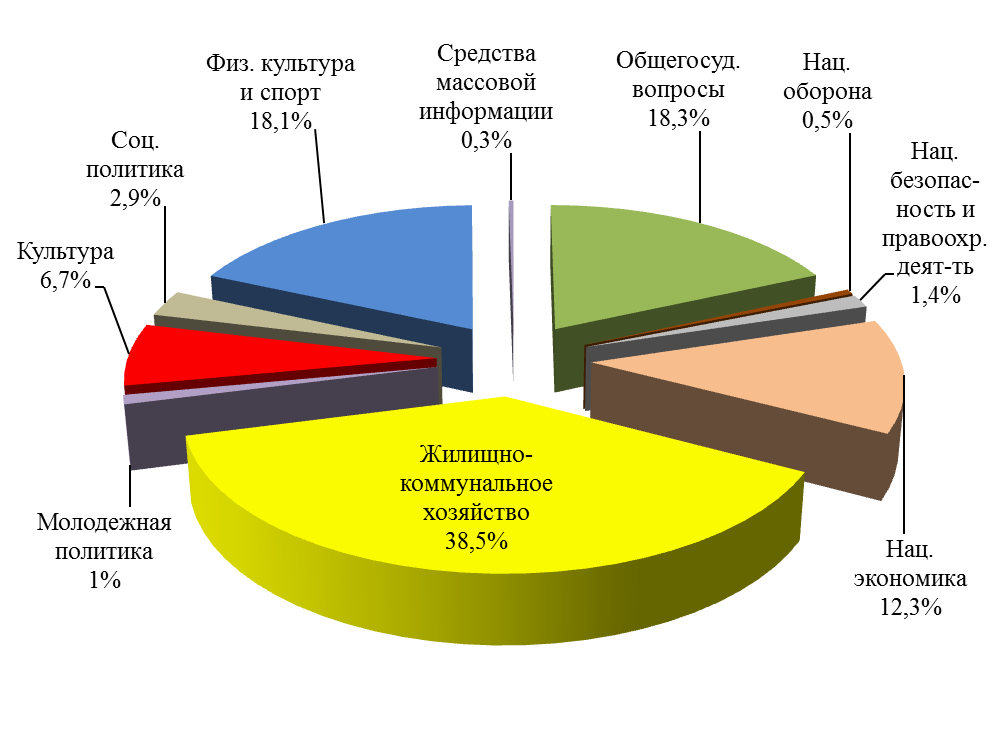 Средства
массовой
информации
0,3%
Общегосуд.
вопросы
18,3%
Нац.
оборона
0,5%
Нац.
безопас-
ность и
правоохр.
деят-ть
1,4%
Нац.
экономика
12,3%
Жилищно-
коммунальное
хозяйство
38,5%
Молодежная
политика
1%
Культура
6,7%
Соц.
политика
2,9%
Физ. культура
и спорт
18,1%